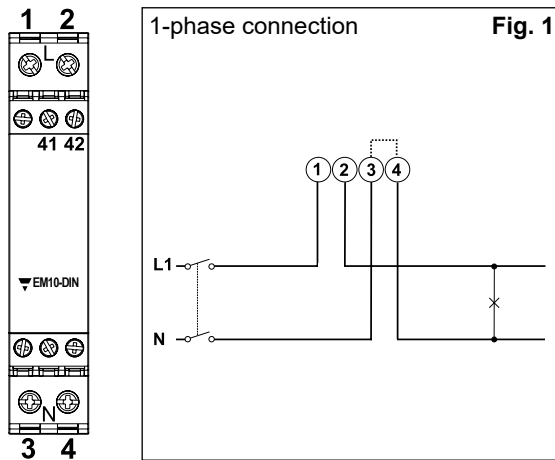 1 2
L
41 42
EM10-DIN
N
3 4
1-phase connection Fig. 1
1 2 3 4
L1
N